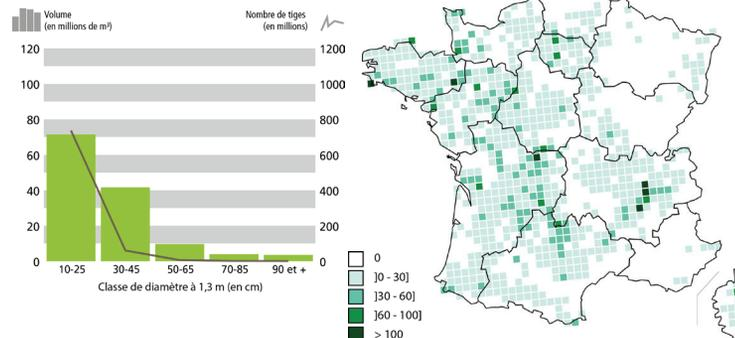 Volume
(en millions de m³)
Nombre de tiges
(en millions)
120
100
80
60
40
20
0
1200
1000
800
600
400
200
0
10-25 30-45 50-65 70-85 90 et +
Classe de diamètre à 1,3 m (en cm)
0
]0 - 30]
]30 - 60]
]60 - 100]
> 100